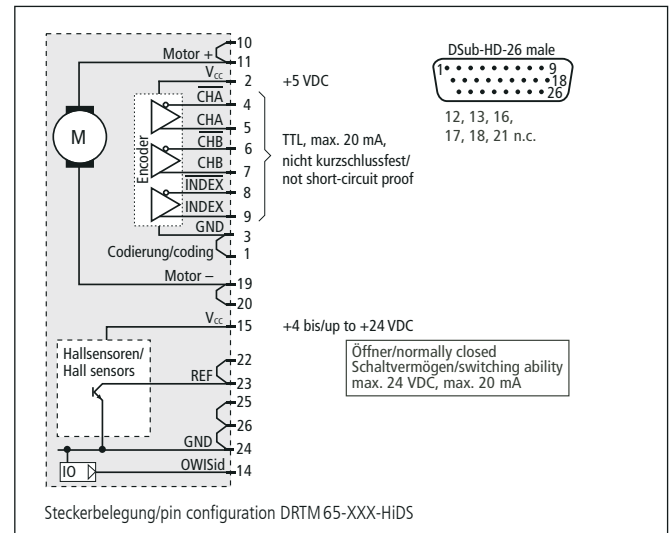 10
Motor +
11
Vcc
2
+5 VDC
C̅H̅A̅
4
CHA
5
C̅H̅B̅
6
CHB
7
I̅N̅D̅E̅X̅
8
INDEX
9
GND
3
Codierung/coding
1
Motor –
19
20
Vcc
15
+4 bis/up to +24 VDC
22
REF
23
25
26
GND
24
OWISid
14
M
Encoder
TTL, max. 20 mA,
nicht kurzschlussfest/
not short-circuit proof
Hallsensoren/
Hall sensors
IO
DSub-HD-26 male
1
9
18
26
12, 13, 16,
17, 18, 21 n.c.
Öffner/normally closed
Schaltvermögen/switching ability
max. 24 VDC, max. 20 mA
Steckerbelegung/pin configuration DRTM 65-XXX-HiDS